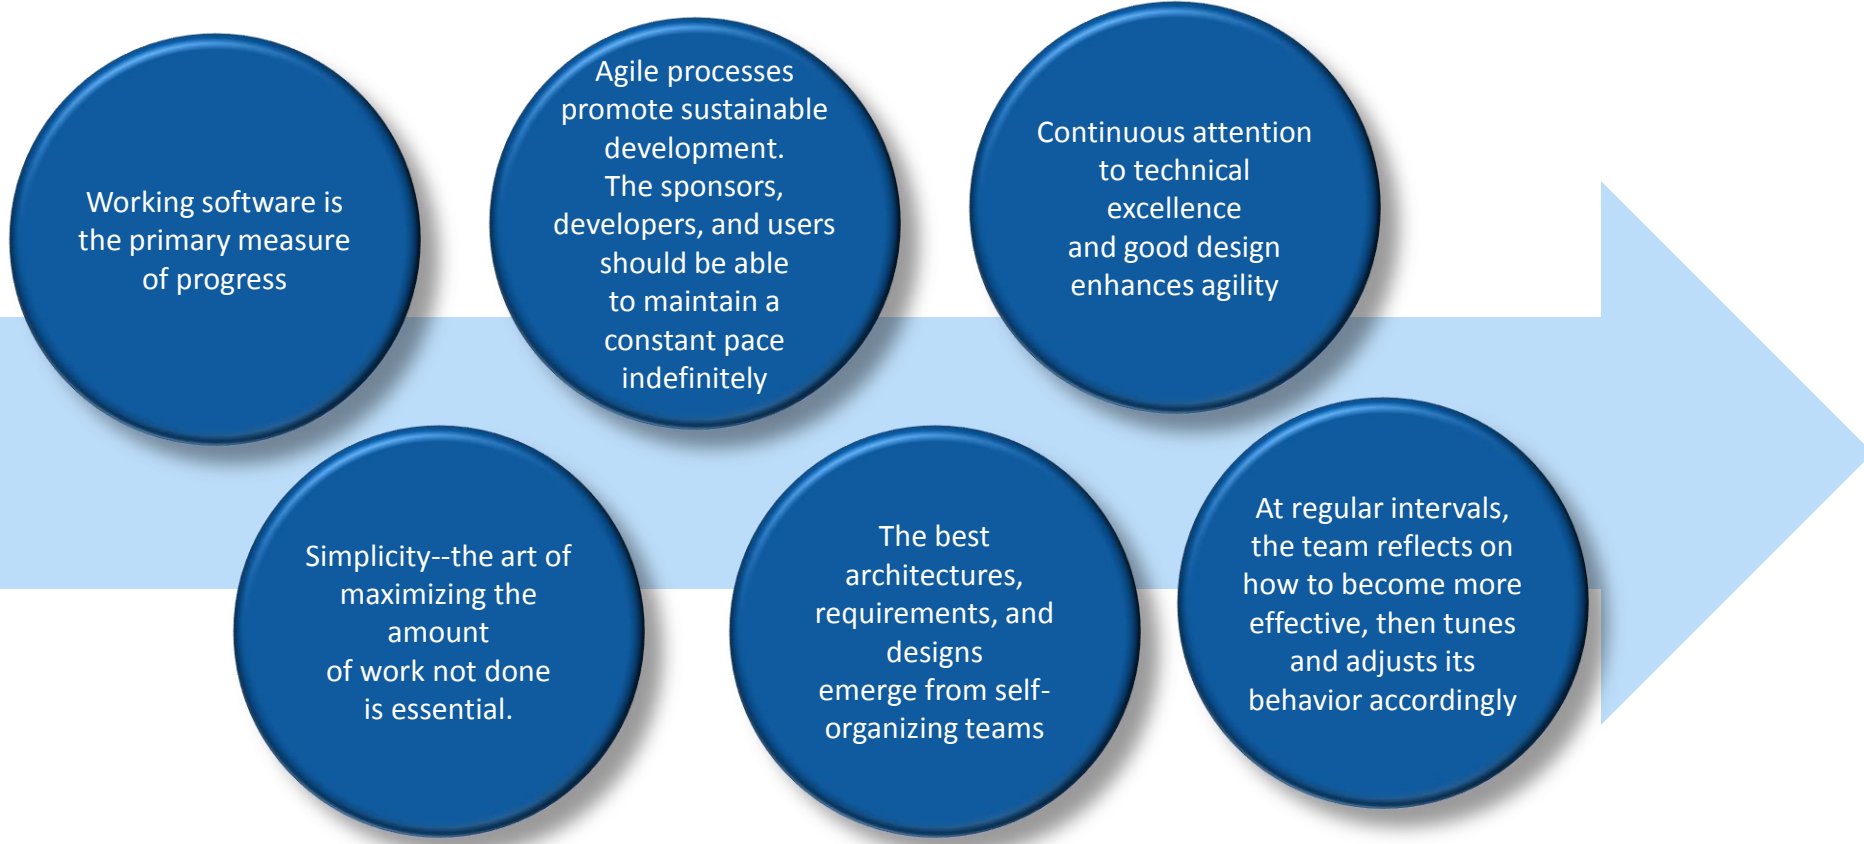 Working software is
the primary measure
of progress
Agile processes
promote sustainable
development.
The sponsors,
developers, and users
should be able
to maintain a
constant pace
indefinitely
Continuous attention
to technical
excellence
and good design
enhances agility
Simplicity--the art of
maximizing the
amount
of work not done
is essential.
The best
architectures,
requirements, and
designs
emerge from self-
organizing teams
At regular intervals,
the team reflects on
how to become more
effective, then tunes
and adjusts its
behavior accordingly